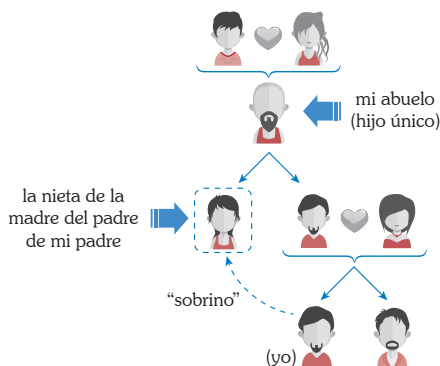 mi abuelo
(hijo único)
la nieta de la
madre del padre
de mi padre
“sobrino”
(yo)